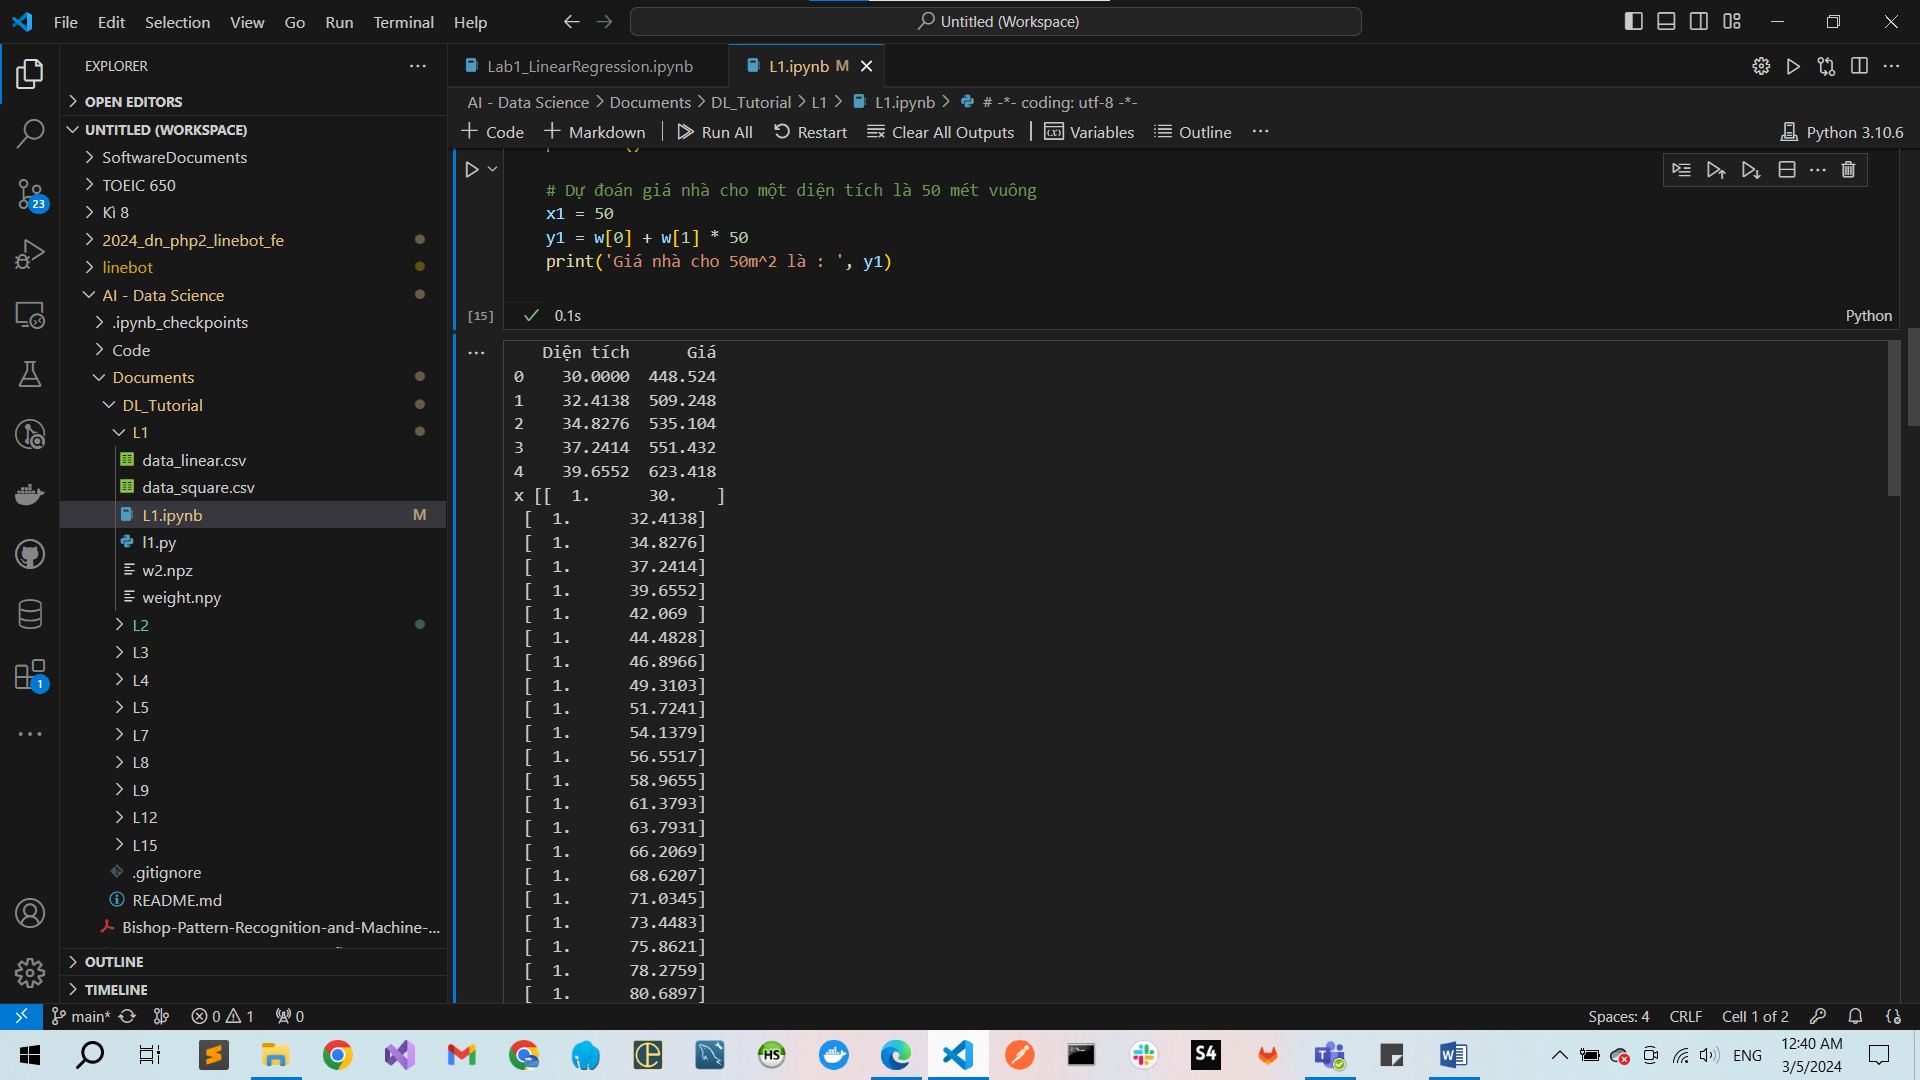 File Edit Selection View Go Run Terminal Help
Untitled (Workspace)
EXPLORER
OPEN EDITORS
UNTITLED (WORKSPACE)
SoftwareDocuments
TOEIC 650
Kì 8
2024_dn_php2_linebot_fe
linebot
AI - Data Science
.ipynb_checkpoints
Code
Documents
DL_Tutorial
L1
data_linear.csv
data_square.csv
L1.ipynb M
l1.py
w2.npz
weight.npy
L2
L3
L4
L5
L7
L8
L9
L12
L15
.gitignore
README.md
Bishop-Pattern-Recognition-and-Machine-...
OUTLINE
TIMELINE
23
1
Lab1_LinearRegression.ipynb
L1.ipynb M
AI - Data Science > Documents > DL_Tutorial > L1 > L1.ipynb > # -*- coding: utf-8 -*-
+ Code + Markdown Run All Restart Clear All Outputs Variables Outline ...
Python 3.10.6
# Dự đoán giá nhà cho một diện tích là 50 mét vuông
x1 = 50
y1 = w[0] + w[1] * 50
print('Giá nhà cho 50m^2 là : ', y1)
[15] 0.1s Python
Diện tích Giá
0 30.0000 448.524
1 32.4138 509.248
2 34.8276 535.104
3 37.2414 551.432
4 39.6552 623.418
x [[ 1. 30. ]
[ 1. 32.4138]
[ 1. 34.8276]
[ 1. 37.2414]
[ 1. 39.6552]
[ 1. 42.069 ]
[ 1. 44.4828]
[ 1. 46.8966]
[ 1. 49.3103]
[ 1. 51.7241]
[ 1. 54.1379]
[ 1. 56.5517]
[ 1. 58.9655]
[ 1. 61.3793]
[ 1. 63.7931]
[ 1. 66.2069]
[ 1. 68.6207]
[ 1. 71.0345]
[ 1. 73.4483]
[ 1. 75.8621]
[ 1. 78.2759]
[ 1. 80.6897]
main* 0 1 0
Spaces: 4 CRLF Cell 1 of 2
HS
S4
ENG
12:40 AM
3/5/2024